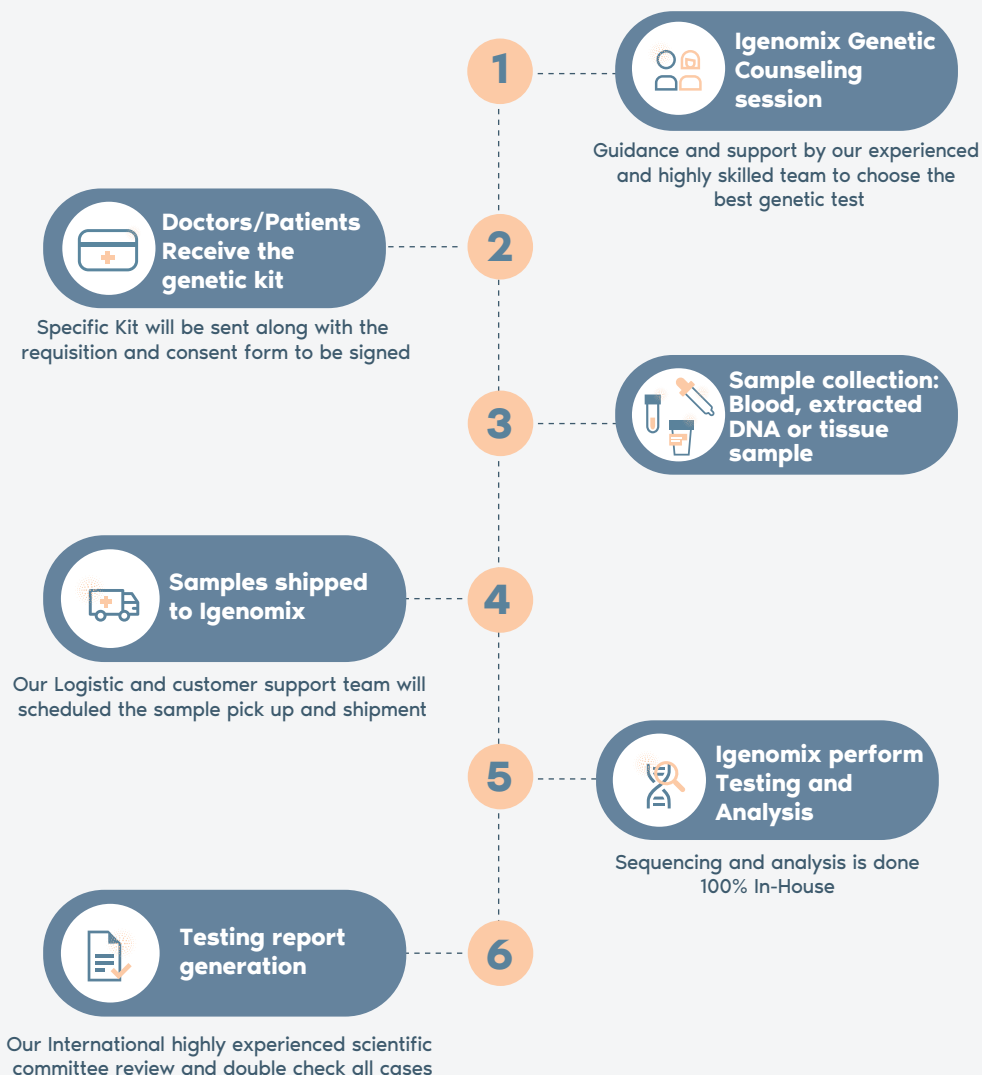 1
Igenomix Genetic
Counseling
session
Guidance and support by our experienced
and highly skilled team to choose the
best genetic test
2
Doctors/Patients
Receive the
genetic kit
Specific Kit will be sent along with the
requisition and consent form to be signed
3
Sample collection:
Blood, extracted
DNA or tissue
sample
4
Samples shipped
to Igenomix
Our Logistic and customer support team will
scheduled the sample pick up and shipment
5
Igenomix perform
Testing and
Analysis
Sequencing and analysis is done
100% In-House
6
Testing report
generation
Our International highly experienced scientific
committee review and double check all cases